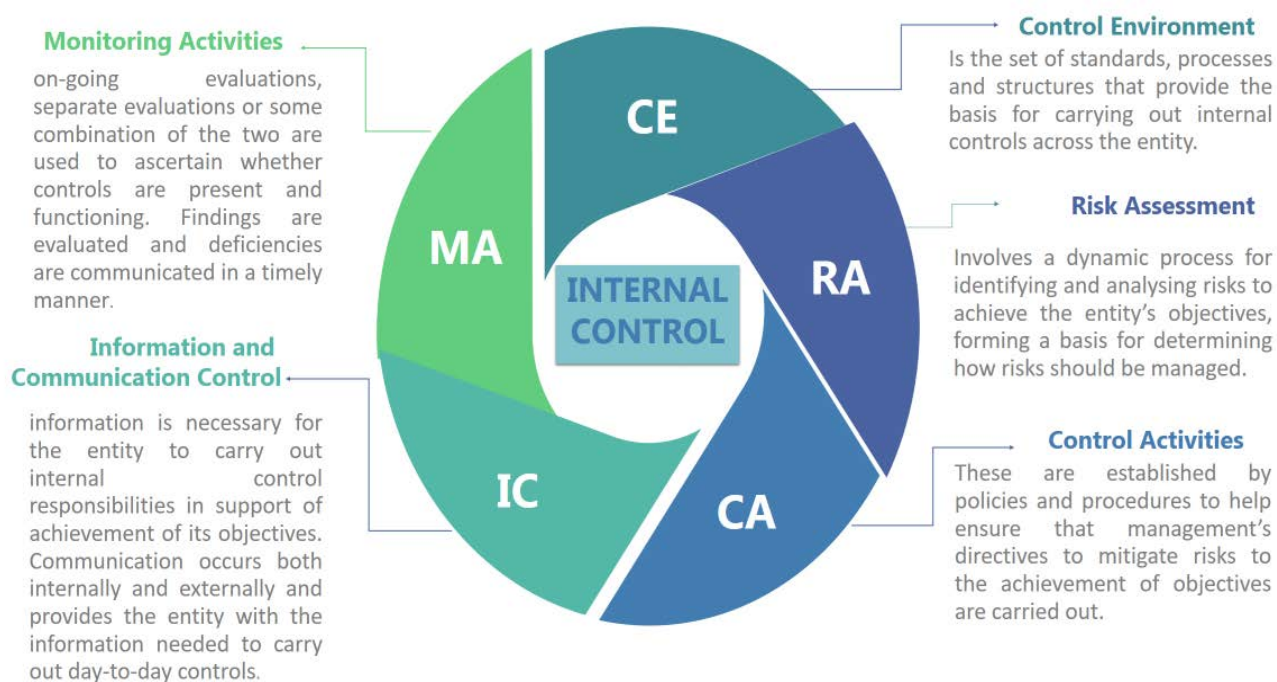 Monitoring Activities
on-going evaluations,
separate evaluations or some
combination of the two are
used to ascertain whether
controls are present and
functioning. Findings are
evaluated and deficiencies
are communicated in a timely
manner.
Information and
Communication Control
information is necessary for
the entity to carry out
internal control
responsibilities in support of
achievement of its objectives.
Communication occurs both
internally and externally and
provides the entity with the
information needed to carry
out day-to-day controls.
CE
MA
RA
INTERNAL
CONTROL
IC
CA
Control Environment
Is the set of standards, processes
and structures that provide the
basis for carrying out internal
controls across the entity.
Risk Assessment
Involves a dynamic process for
identifying and analysing risks to
achieve the entity's objectives,
forming a basis for determining
how risks should be managed.
Control Activities
These are established by
policies and procedures to help
ensure that management's
directives to mitigate risks to
the achievement of objectives
are carried out.